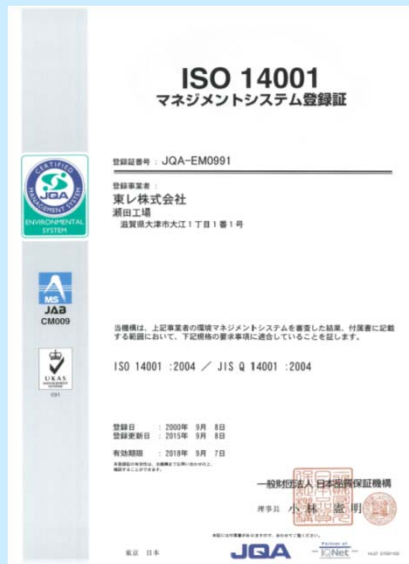 ISO 14001
マネジメントシステム登録証
登録証番号 : JQA-EM0991
登録事業者 :
東レ株式会社
瀬田工場
滋賀県大津市大江1丁目1番1号
CERTIFIED
MANAGEMENT SYSTEM
JQA
ENVIRONMENTAL
SYSTEM
MS
JAB
CM009
UKAS
MANAGEMENT
SYSTEMS
当機構は、上記事業者の環境マネジメントシステムを審査した結果、付属書に記載
する範囲において、下記規格の要求事項に適合していることを証します。
ISO 14001 :2004 / JIS Q 14001 :2004
登録日 : 2000年 9月 8日
登録更新日 : 2015年 9月 8日
有効期限 : 2018年 9月 7日
一般財団法人 日本品質保証機構
理事長 小林 憲明
東京 日本
JQA
Partner of
IQNet